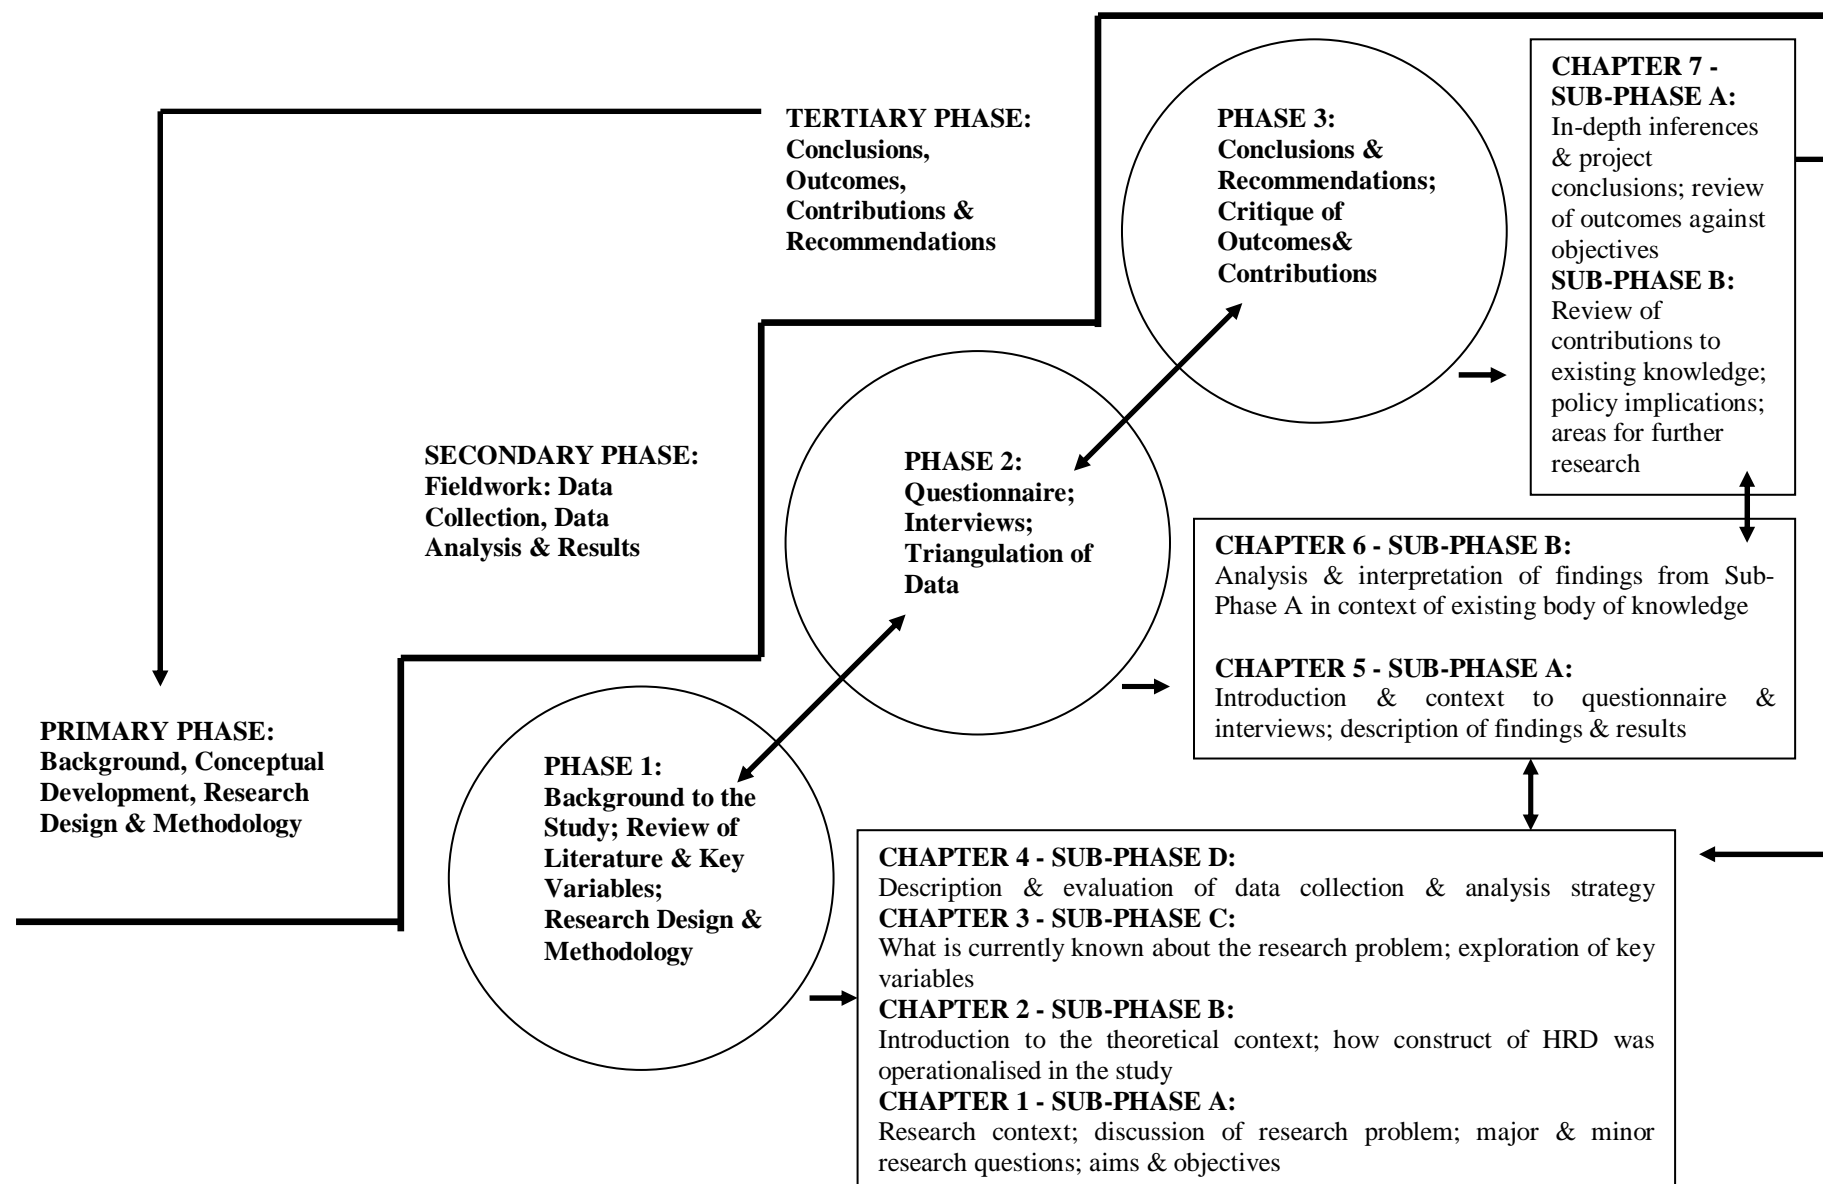 TERTIARY PHASE:
Conclusions,
Outcomes,
Contributions &
Recommendations
PHASE 3:
Conclusions &
Recommendations;
Critique of
Outcomes&
Contributions
CHAPTER 7 -
SUB-PHASE A:
In-depth inferences
& project
conclusions; review
of outcomes against
objectives
SUB-PHASE B:
Review of
contributions to
existing knowledge;
policy implications;
areas for further
research
SECONDARY PHASE:
Fieldwork: Data
Collection, Data
Analysis & Results
PHASE 2:
Questionnaire;
Interviews;
Triangulation of
Data
CHAPTER 6 - SUB-PHASE B:
Analysis & interpretation of findings from Sub-
Phase A in context of existing body of knowledge
CHAPTER 5 - SUB-PHASE A:
Introduction & context to questionnaire &
interviews; description of findings & results
PRIMARY PHASE:
Background, Conceptual
Development, Research
Design & Methodology
PHASE 1:
Background to the
Study; Review of
Literature & Key
Variables;
Research Design &
Methodology
CHAPTER 4 - SUB-PHASE D:
Description & evaluation of data collection & analysis strategy
CHAPTER 3 - SUB-PHASE C:
What is currently known about the research problem; exploration of key
variables
CHAPTER 2 - SUB-PHASE B:
Introduction to the theoretical context; how construct of HRD was
operationalised in the study
CHAPTER 1 - SUB-PHASE A:
Research context; discussion of research problem; major & minor
research questions; aims & objectives